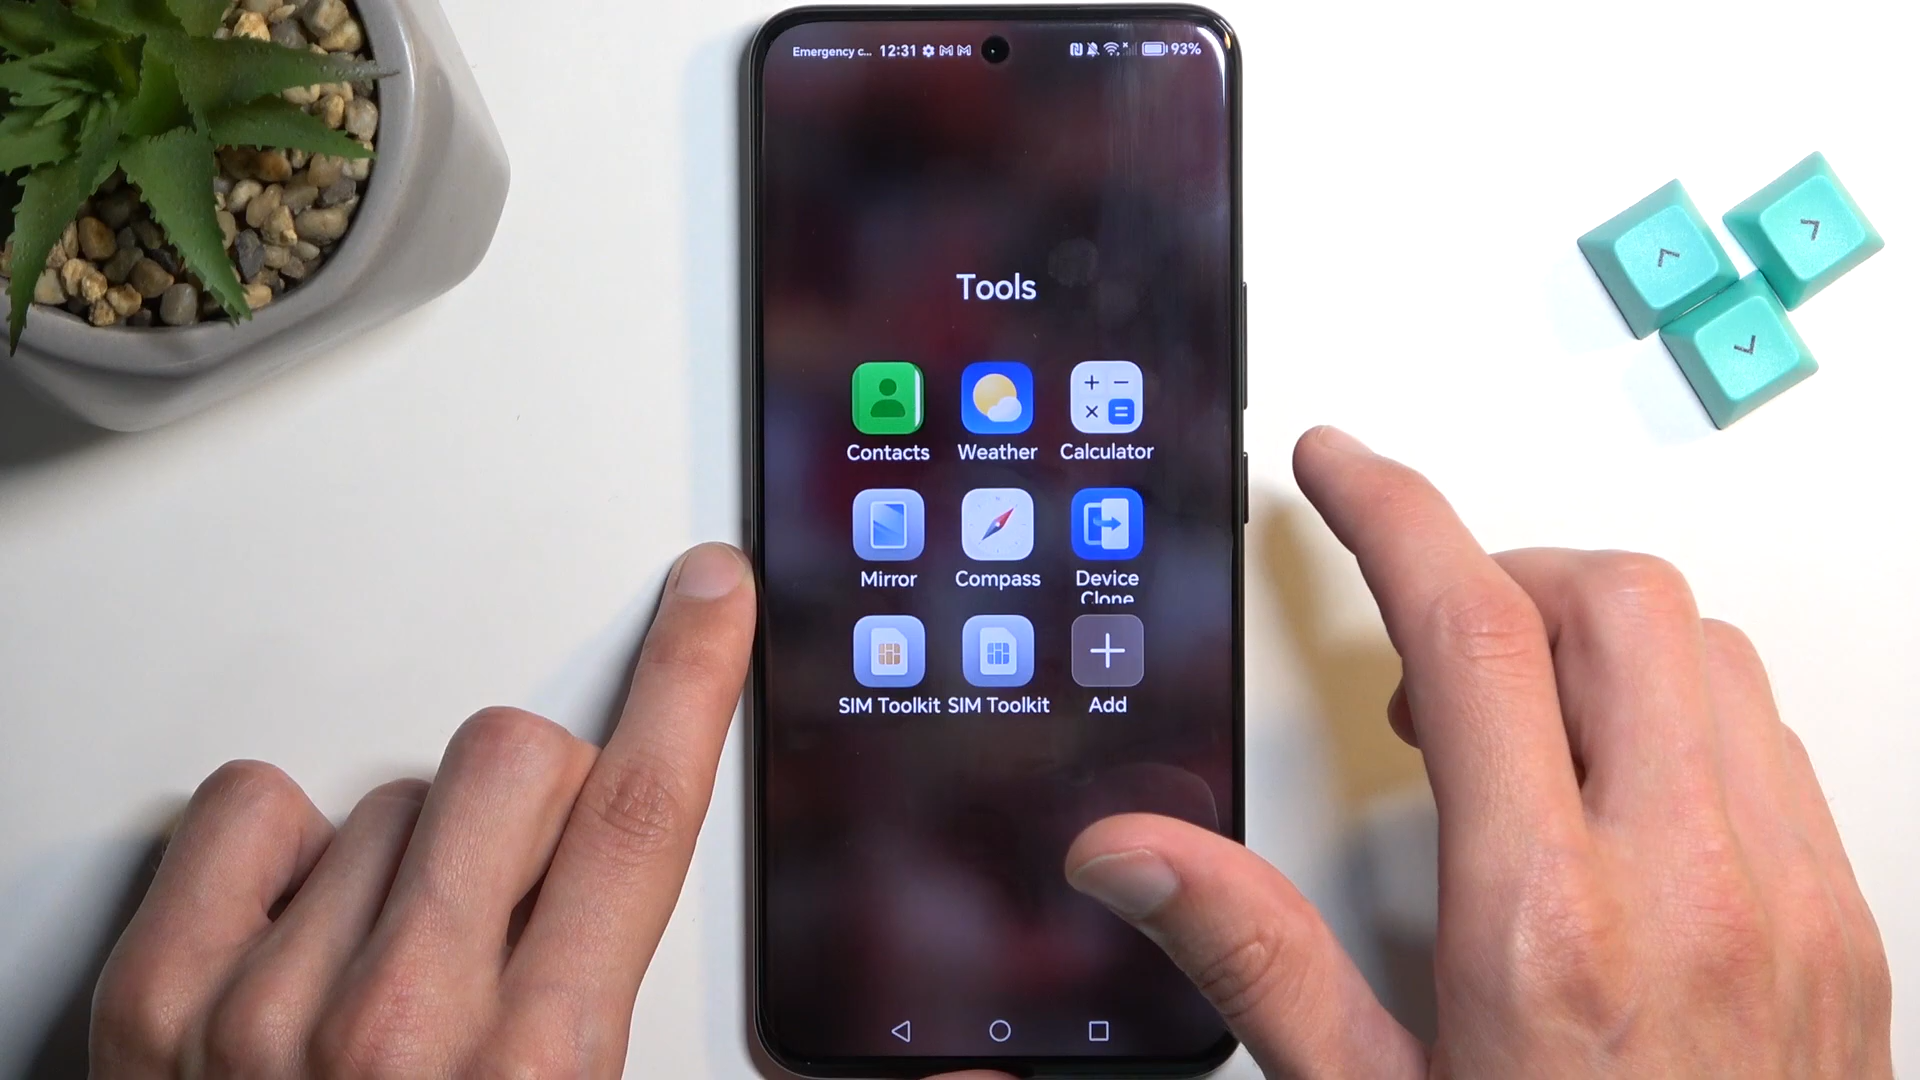 Emergency c... 12:31 93%
Tools
Contacts Weather Calculator
Mirror Compass Device
Clone
SIM Toolkit SIM Toolkit Add